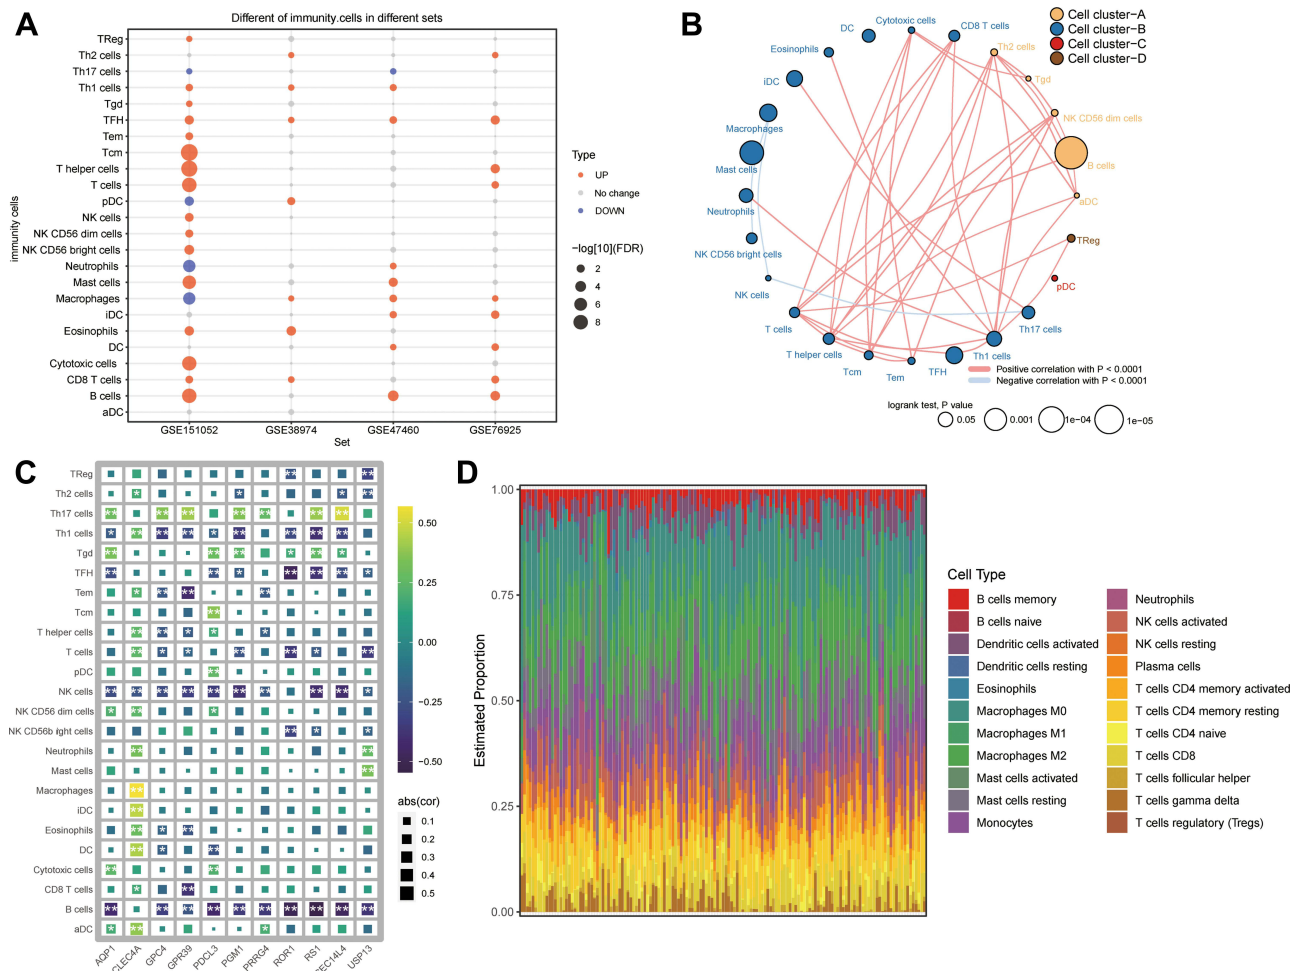 A
Different of immunity.cells in different sets
immunity cells
TReg
Th2 cells
Th17 cells
Th1 cells
Tgd
TFH
Tem
Tcm
T helper cells
T cells
pDC
NK cells
NK CD56 dim cells
NK CD56 bright cells
Neutrophils
Mast cells
Macrophages
iDC
Eosinophils
DC
Cytotoxic cells
CD8 T cells
B cells
aDC
GSE151052 GSE38974 GSE47460 GSE76925
Set
Type
UP
No change
DOWN
−log[10](FDR)
2
4
6
8
B
Cell cluster−A
Cell cluster−B
Cell cluster−C
Cell cluster−D
Cytotoxic cells
CD8 T cells
DC
Th2 cells
Eosinophils
Tgd
iDC
NK CD56 dim cells
Macrophages
B cells
Mast cells
aDC
Neutrophils
TReg
NK CD56 bright cells
pDC
NK cells
Th17 cells
T cells
Th1 cells
T helper cells
TFH
Tcm
Tem
Positive correlation with P < 0.0001
Negative correlation with P < 0.0001
logrank test, P value
0.05 0.001 1e−04 1e−05
C
TReg
Th2 cells
Th17 cells
Th1 cells
Tgd
TFH
Tem
Tcm
T helper cells
T cells
pDC
NK cells
NK CD56 dim cells
NK CD56b ight cells
Neutrophils
Mast cells
Macrophages
iDC
Eosinophils
DC
Cytotoxic cells
CD8 T cells
B cells
aDC
AQP1
CLEC4A
GPC4
GPR39
PDCL3
PGM1
PRRG4
ROR1
RS1
EC14L4
USP13
0.50
0.25
0.00
−0.25
−0.50
abs(cor)
0.1
0.2
0.3
0.4
0.5
D
Estimated Proportion
1.00
0.75
0.50
0.25
0.00
Cell Type
B cells memory
B cells naive
Dendritic cells activated
Dendritic cells resting
Eosinophils
Macrophages M0
Macrophages M1
Macrophages M2
Mast cells activated
Mast cells resting
Monocytes
Neutrophils
NK cells activated
NK cells resting
Plasma cells
T cells CD4 memory activated
T cells CD4 memory resting
T cells CD4 naive
T cells CD8
T cells follicular helper
T cells gamma delta
T cells regulatory (Tregs)